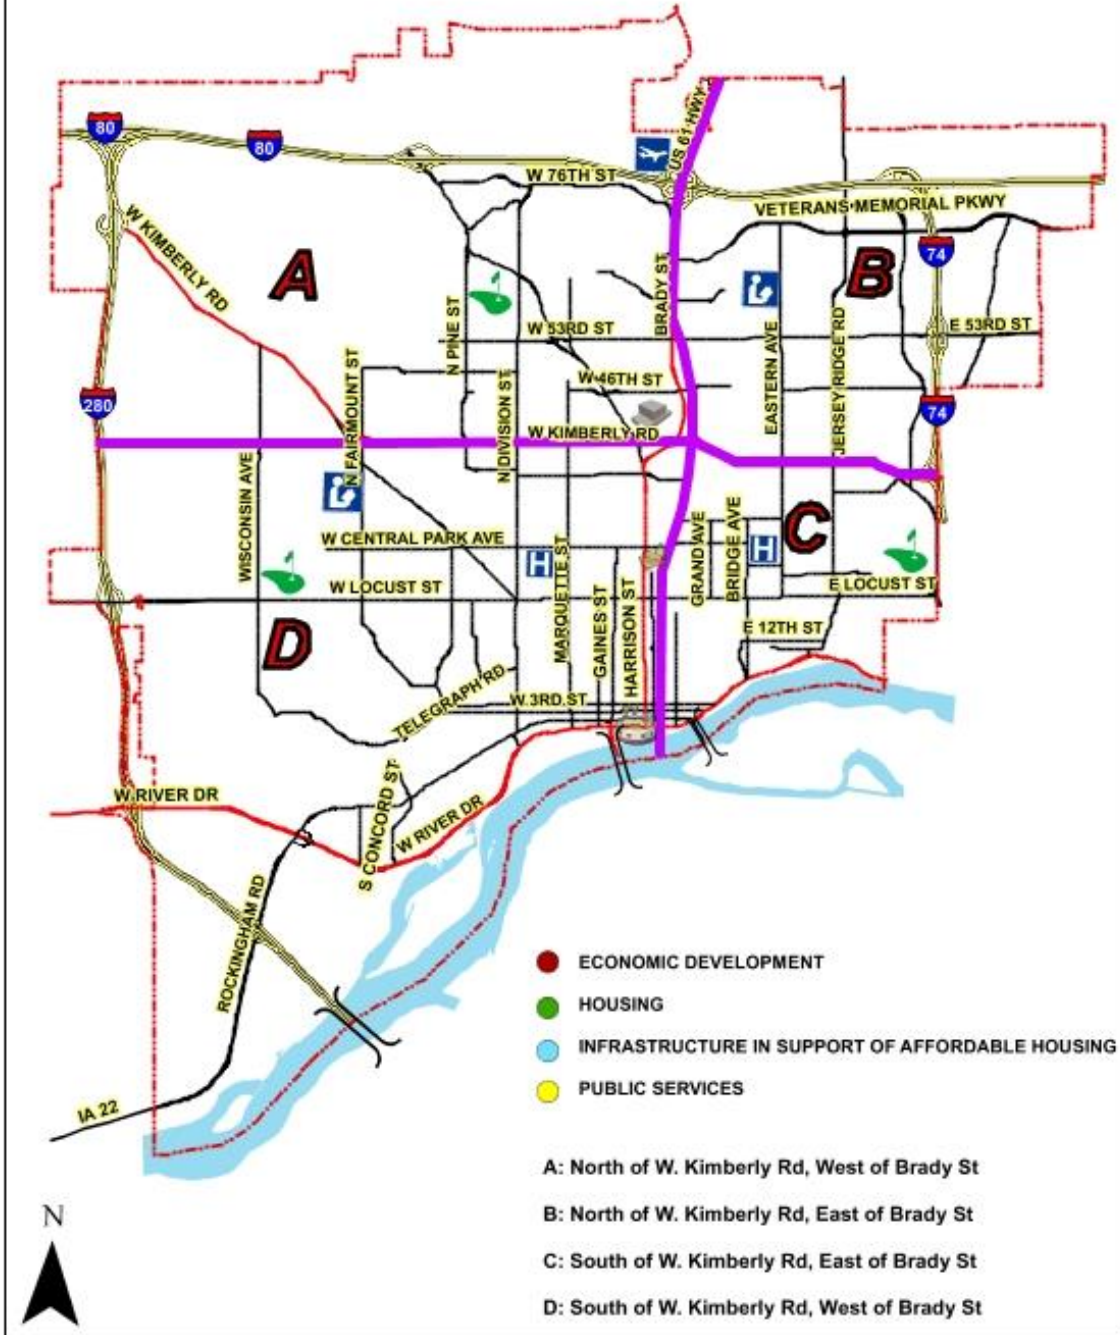 80
80
US 61 HWY
W 76TH ST
VETERANS MEMORIAL PKWY
W KIMBERLY RD
A
B
74
BRADY ST
N PINE ST
W 53RD ST
E 53RD ST
EASTERN AVE
JERSEY RIDGE RD
N FAIRMOUNT ST
N DIVISION ST
W 46TH ST
280
74
W KIMBERLY RD
WISCONSIN AVE
C
W CENTRAL PARK AVE
H
H
MARQUETTE ST
GRAND AVE
BRIDGE AVE
W LOCUST ST
E LOCUST ST
GAINES ST
HARRISON ST
D
E 12TH ST
TELEGRAPH RD
W 3RD ST
W RIVER DR
S CONCORD ST
W RIVER DR
ROCKINGHAM RD
IA 22
ECONOMIC DEVELOPMENT
HOUSING
INFRASTRUCTURE IN SUPPORT OF AFFORDABLE HOUSING
PUBLIC SERVICES
A: North of W. Kimberly Rd, West of Brady St
B: North of W. Kimberly Rd, East of Brady St
C: South of W. Kimberly Rd, East of Brady St
D: South of W. Kimberly Rd, West of Brady St
N